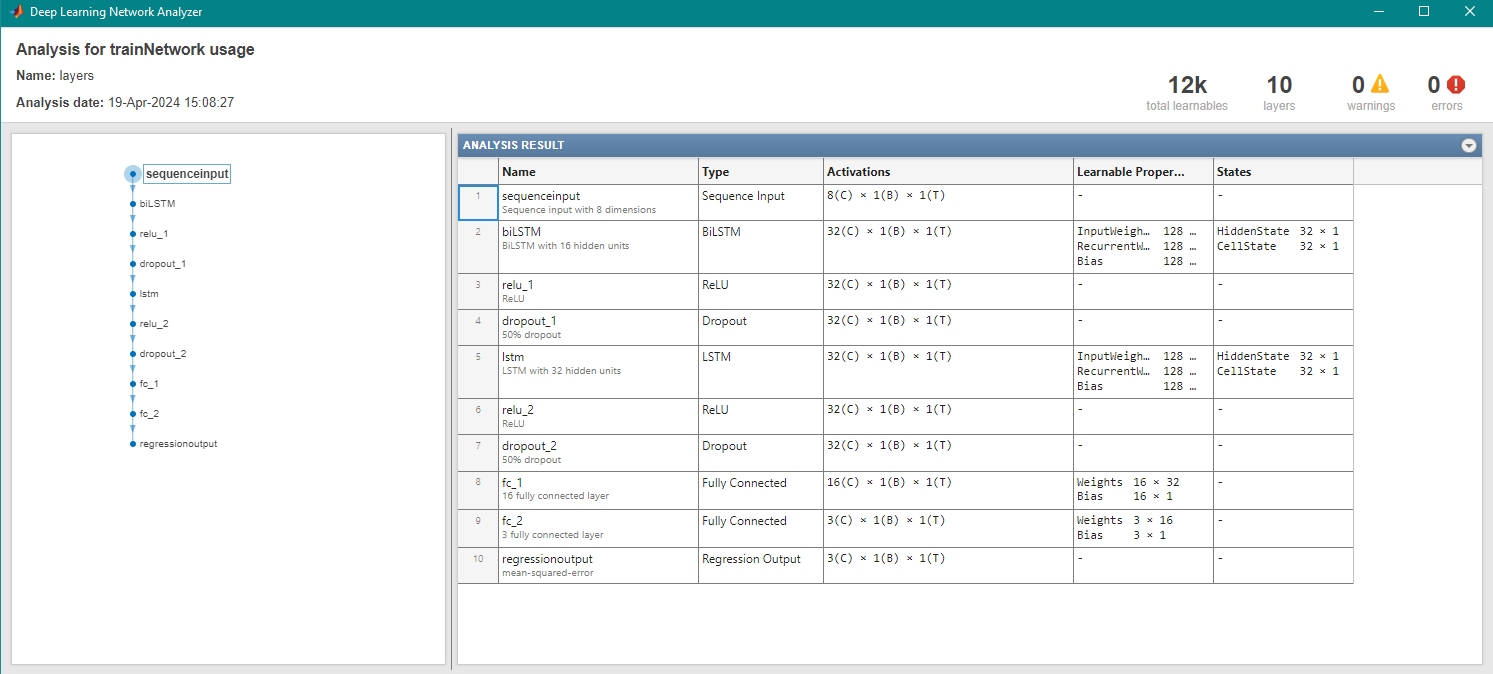 Deep Learning Network Analyzer
Analysis for trainNetwork usage
Name: layers
Analysis date: 19-Apr-2024 15:08:27
12k
total learnables
10
layers
0
warnings
0
errors
sequenceinput
biLSTM
relu_1
dropout_1
lstm
relu_2
dropout_2
fc_1
fc_2
regressionoutput
ANALYSIS RESULT
Name Type Activations Learnable Proper... States
1 sequenceinput Sequence Input 8(C) × 1(B) × 1(T) - -
Sequence input with 8 dimensions
2 biLSTM BiLSTM 32(C) × 1(B) × 1(T) InputWeigh… 128 … HiddenState 32 × 1
BiLSTM with 16 hidden units RecurrentW… 128 … CellState 32 × 1
Bias 128 …
3 relu_1 ReLU 32(C) × 1(B) × 1(T) - -
ReLU
4 dropout_1 Dropout 32(C) × 1(B) × 1(T) - -
50% dropout
5 lstm LSTM 32(C) × 1(B) × 1(T) InputWeigh… 128 … HiddenState 32 × 1
LSTM with 32 hidden units RecurrentW… 128 … CellState 32 × 1
Bias 128 …
6 relu_2 ReLU 32(C) × 1(B) × 1(T) - -
ReLU
7 dropout_2 Dropout 32(C) × 1(B) × 1(T) - -
50% dropout
8 fc_1 Fully Connected 16(C) × 1(B) × 1(T) Weights 16 × 32 -
16 fully connected layer Bias 16 × 1
9 fc_2 Fully Connected 3(C) × 1(B) × 1(T) Weights 3 × 16 -
3 fully connected layer Bias 3 × 1
10 regressionoutput Regression Output 3(C) × 1(B) × 1(T) - -
mean-squared-error